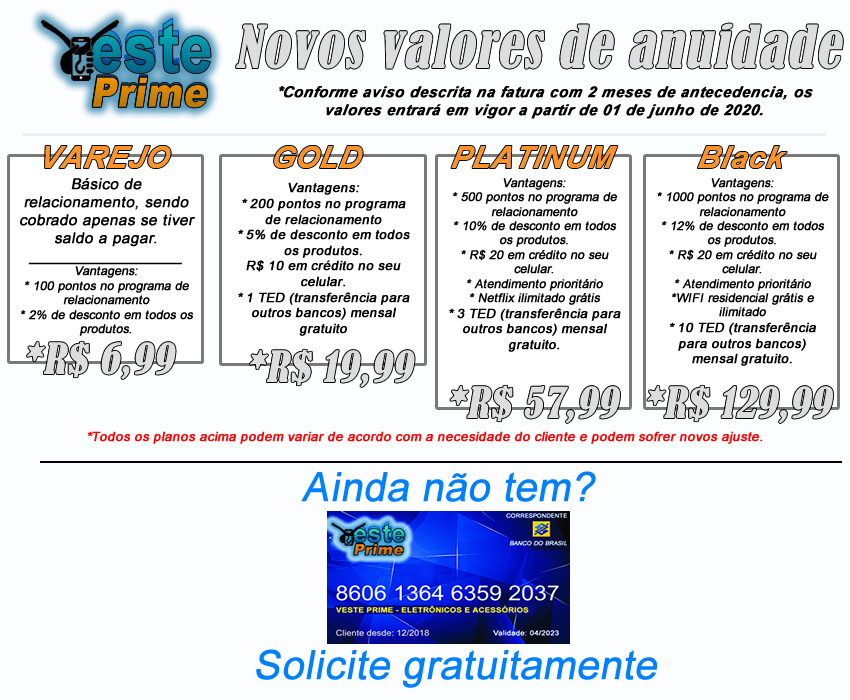 Veste
Prime
Novos valores de anuidade
*Conforme aviso descrita na fatura com 2 meses de antecedencia, os
valores entrará em vigor a partir de 01 de junho de 2020.
VAREJO
Básico de
relacionamento, sendo
cobrado apenas se tiver
saldo a pagar.
Vantagens:
* 100 pontos no programa de
relacionamento
* 2% de desconto em todos os
produtos.
*R$ 6,99
GOLD
Vantagens:
* 200 pontos no programa
de relacionamento
* 5% de desconto em todos
os produtos.
R$ 10 em crédito no seu
celular.
* 1 TED (transferência para
outros bancos) mensal
gratuito
*R$ 19,99
PLATINUM
Vantagens:
* 500 pontos no programa de
relacionamento
* 10% de desconto em todos
os produtos.
* R$ 20 em crédito no seu
celular.
* Atendimento prioritário
* Netflix ilimitado grátis
* 3 TED (transferência para
outros bancos) mensal
gratuito.
*R$ 57,99
Black
Vantagens:
* 1000 pontos no programa de
relacionamento
* 12% de desconto em todos
os produtos.
* R$ 20 em crédito no seu
celular.
* Atendimento prioritário
*WIFI residencial grátis e
ilimitado
* 10 TED (transferência
para outros bancos)
mensal gratuito.
*R$ 129,99
*Todos os planos acima podem variar de acordo com a necesidade do cliente e podem sofrer novos ajuste.
Ainda não tem?
Veste
Prime
CORRESPONDENTE
BANCO DO BRASIL
8606 1364 6359 2037
VESTE PRIME - ELETRÔNICOS E ACESSÓRIOS
Cliente desde: 12/2018
Validade: 04/2023
Solicite gratuitamente